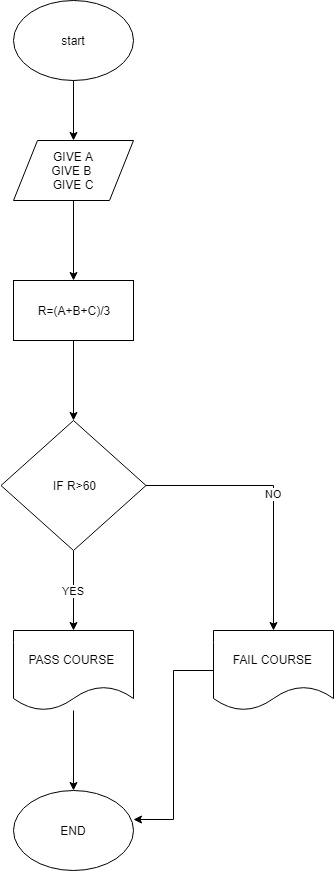 start
GIVE A
GIVE B
GIVE C
R=(A+B+C)/3
IF R>60
NO
YES
PASS COURSE
FAIL COURSE
END